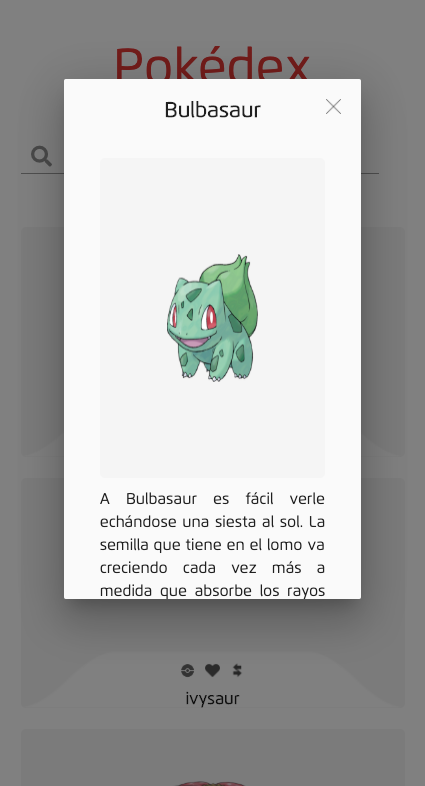 Pokédex
Bulbasaur
A Bulbasaur es fácil verle
echándose una siesta al sol. La
semilla que tiene en el lomo va
creciendo cada vez más a
medida que absorbe los rayos
ivysaur